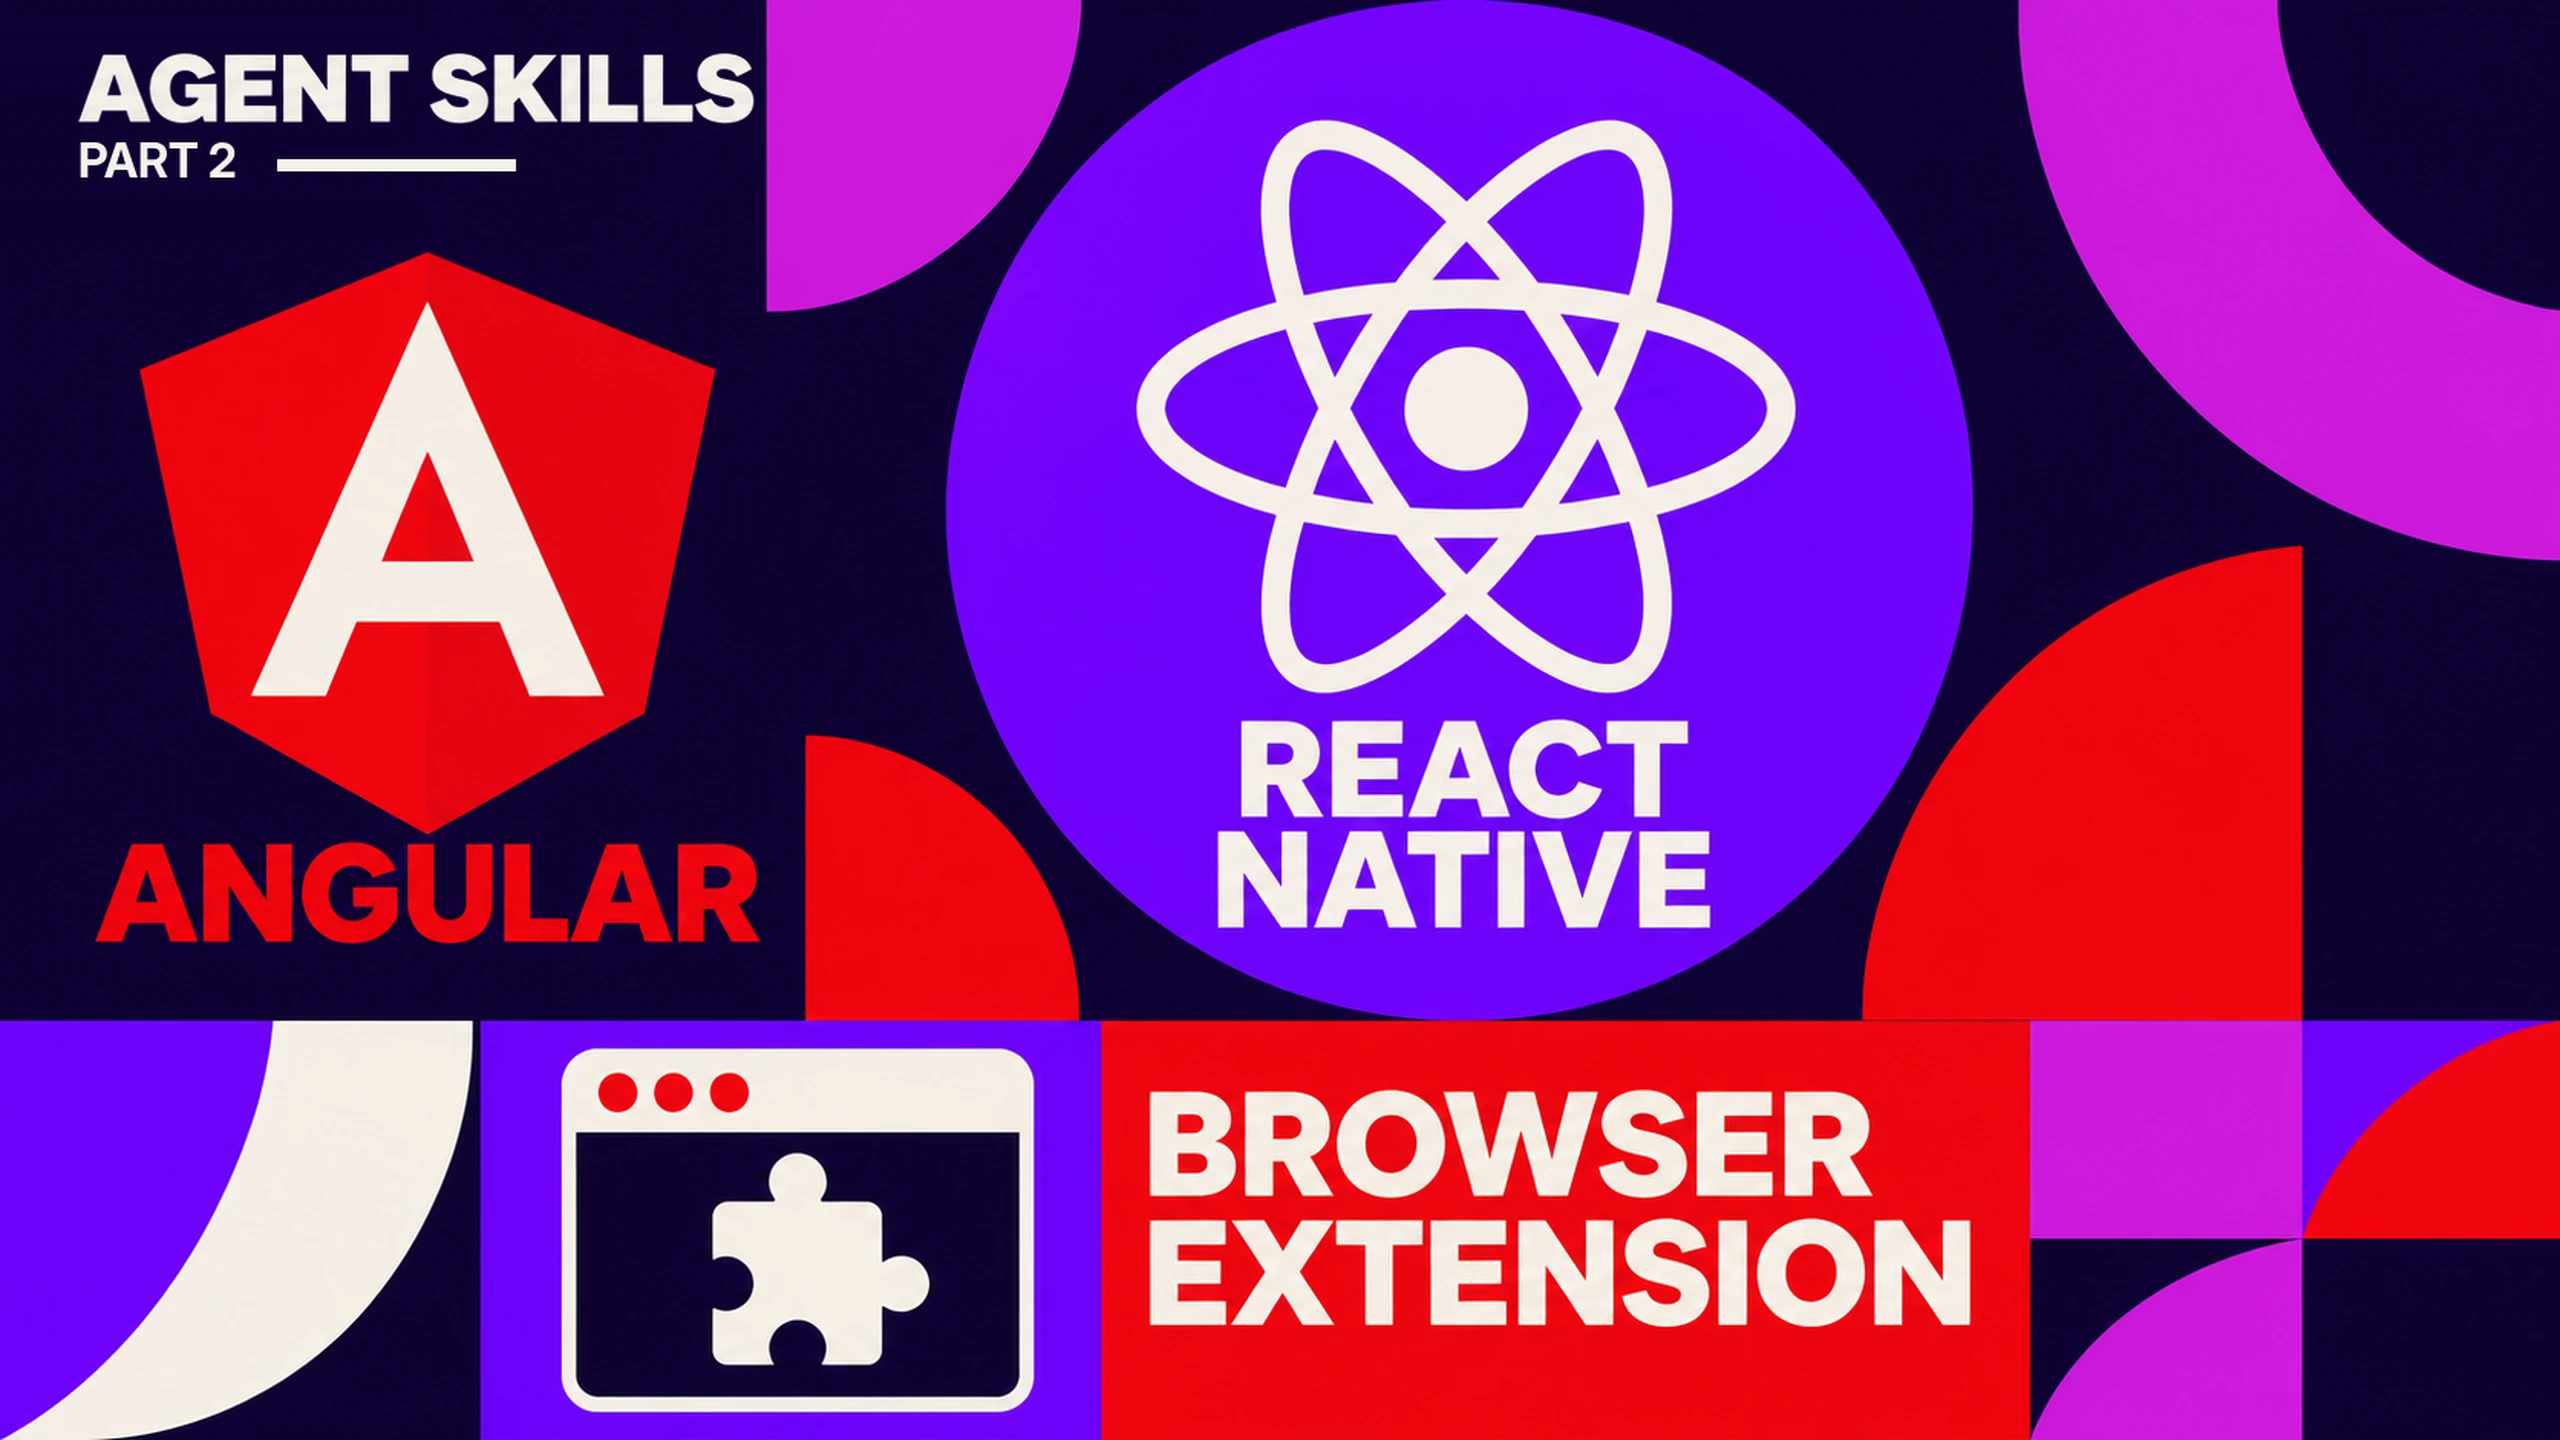 AGENT SKILLS
PART 2
A
ANGULAR
REACT
NATIVE
BROWSER
EXTENSION